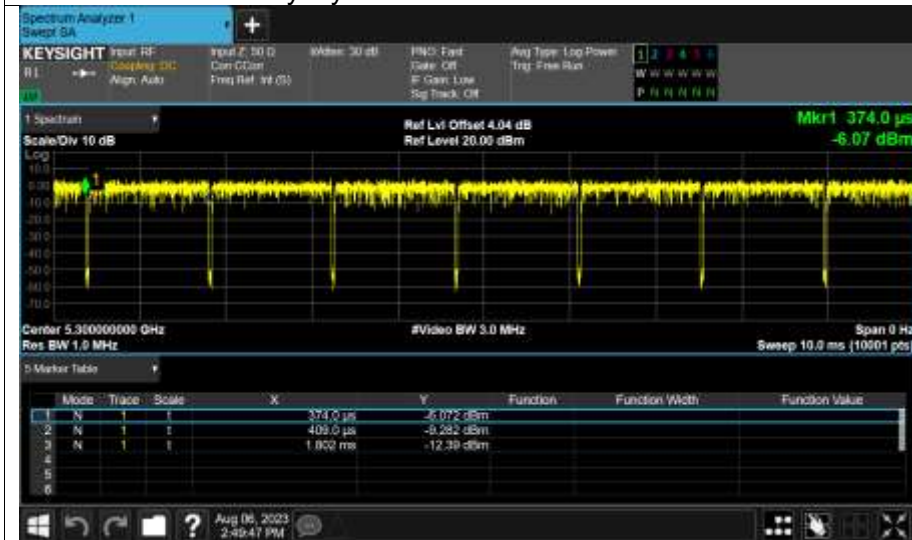 Spectrum Analyzer 1
Swept SA
+
KEYSIGHT Input: RF
Coupling: DC
Align: Auto
Input Z: 50 Ω
Corr CCorr
Freq Ref: Int (S)
Atten: 30 dB
PNO: Fast
Gate: Off
IF Gain: Low
Sig Track: Off
Avg Type: Log-Power
Trig: Free Run
1 2 3 4 5 6
W W W W W W
P N N N N N
1 Spectrum
Scale/Div 10 dB
Ref Lvl Offset 4.04 dB
Ref Level 20.00 dBm
Mkr1 374.0 µs
-6.07 dBm
Log
10.0
0.00
-10.0
-20.0
-30.0
-40.0
-50.0
-60.0
-70.0
1
Center 5.300000000 GHz
Res BW 1.0 MHz
#Video BW 3.0 MHz
Span 0 Hz
Sweep 10.0 ms (10001 pts)
5 Marker Table
Mode Trace Scale X Y Function Function Width Function Value
1 N 1 t 374.0 µs -6.072 dBm
2 N 1 t 409.0 µs -9.282 dBm
3 N 1 t 1.802 ms -12.39 dBm
4
5
6
? Aug 06, 2023
2:49:47 PM